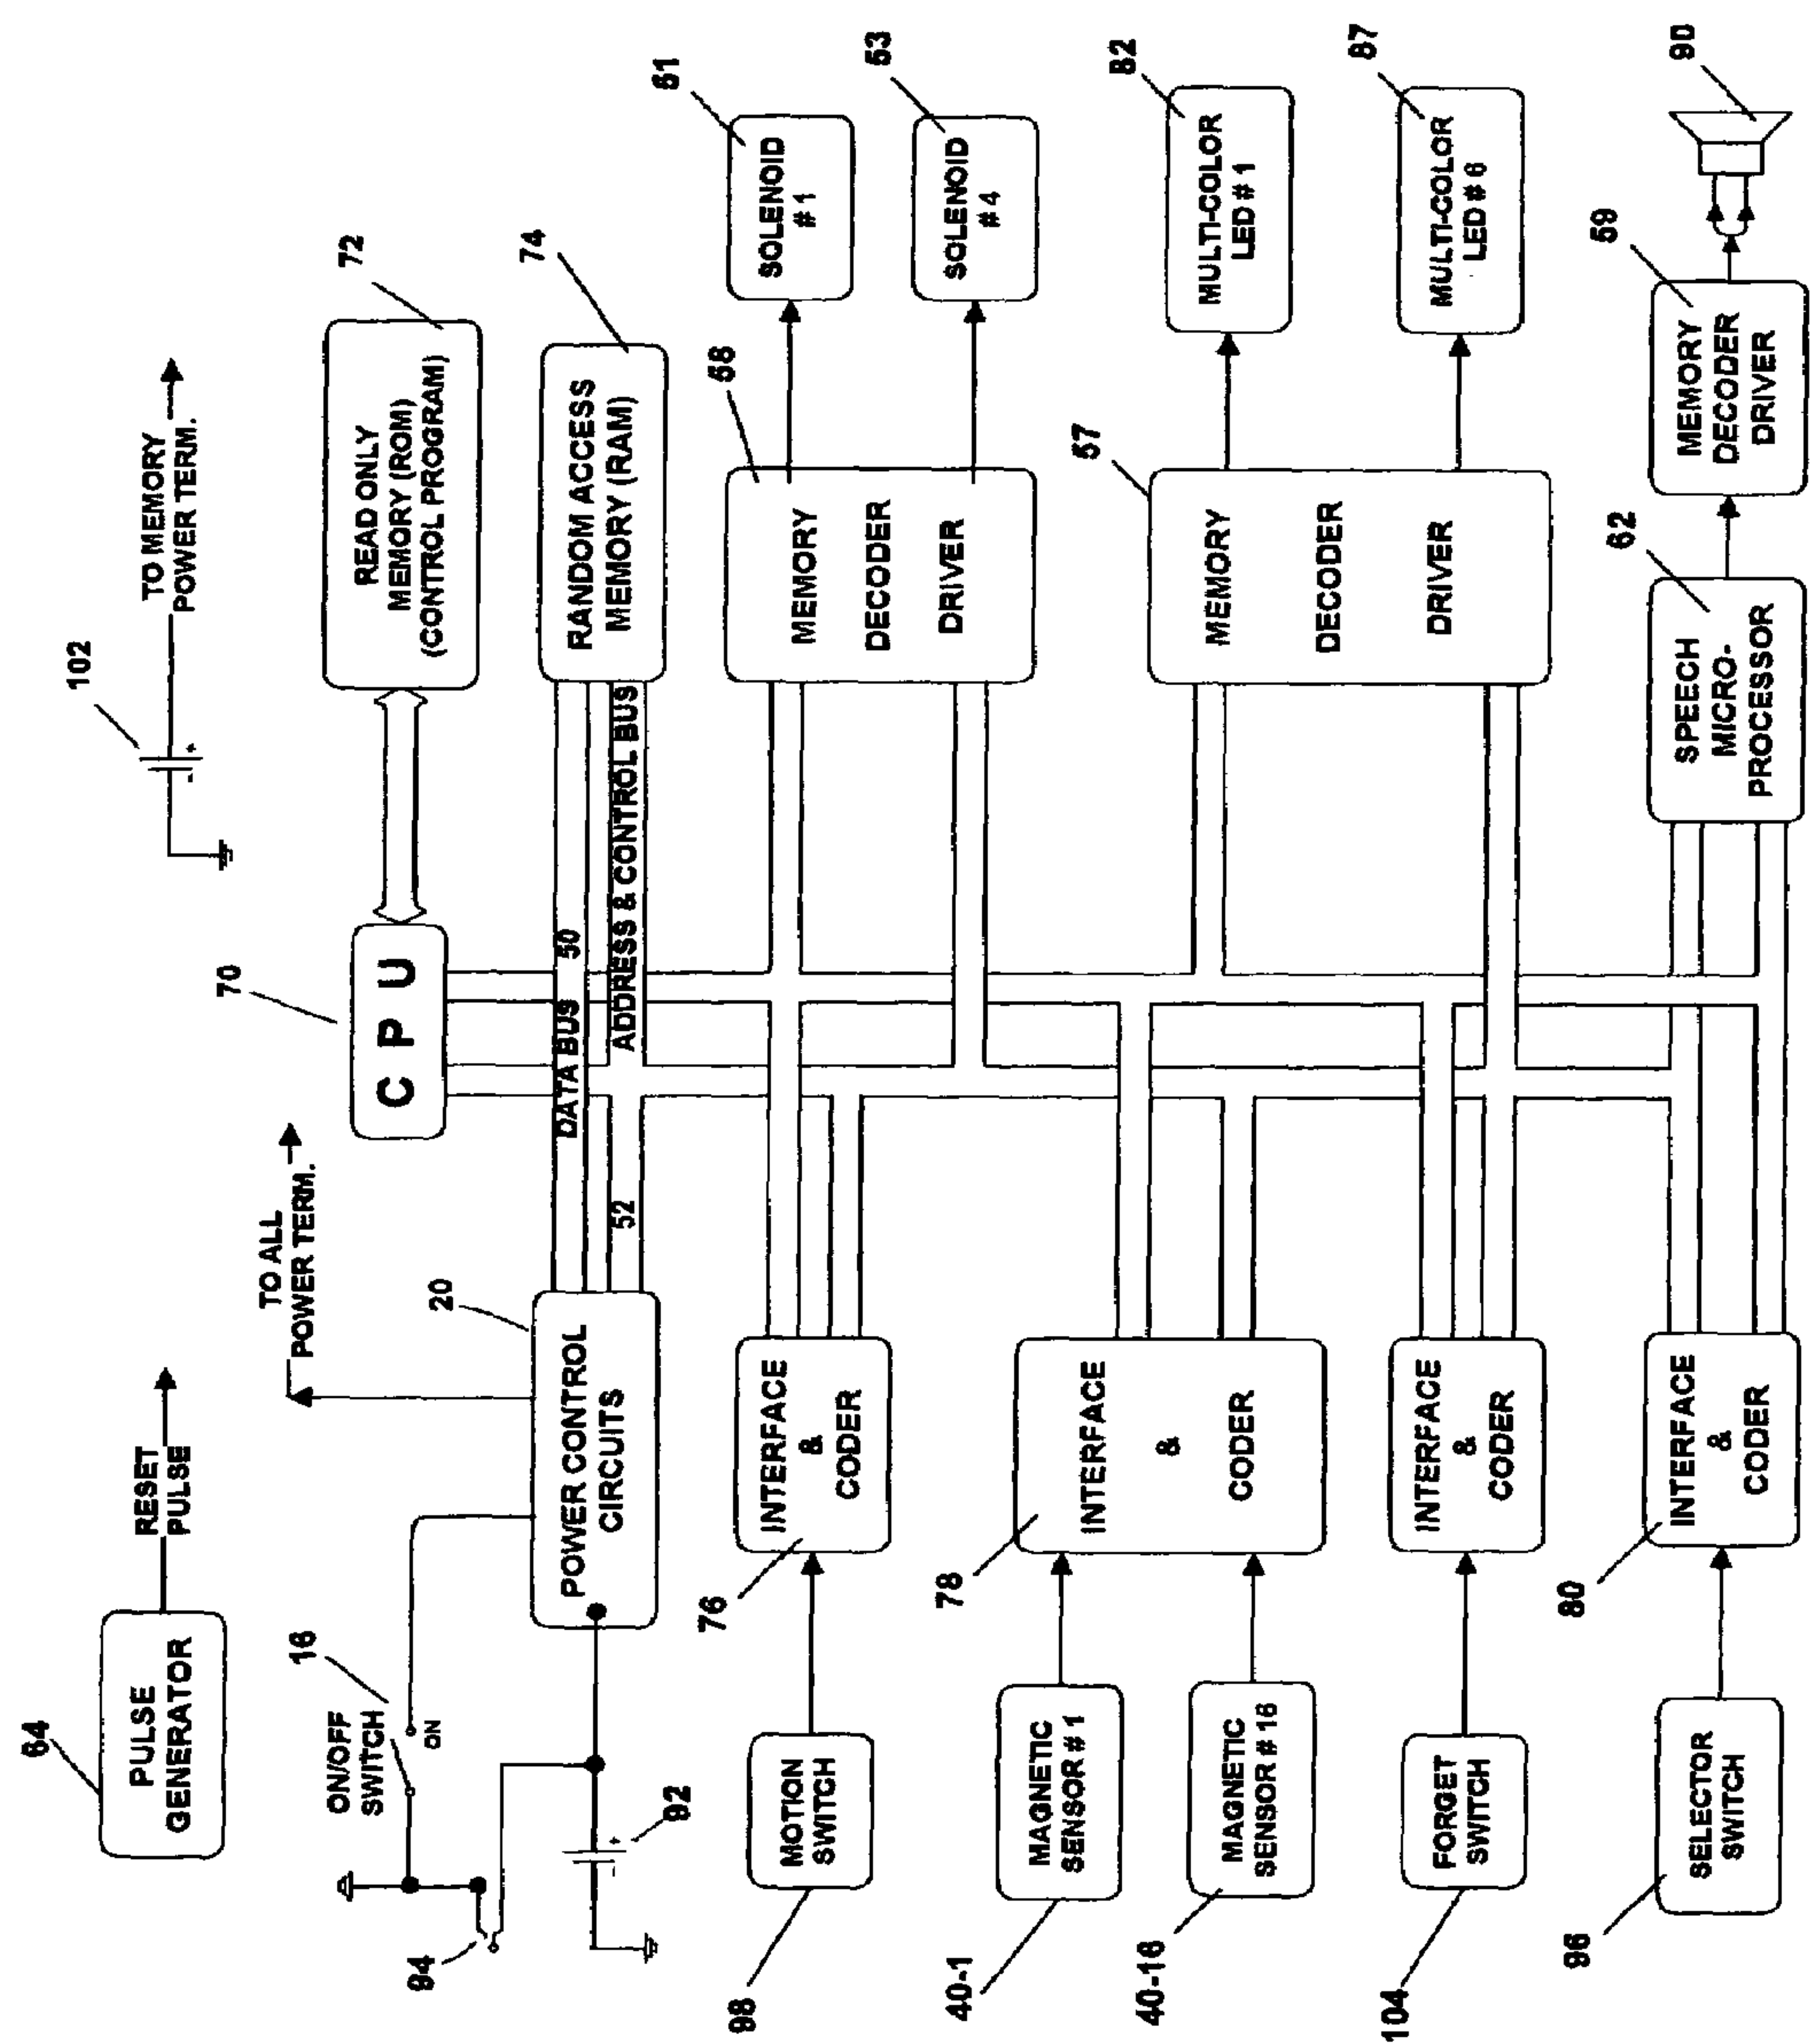 64
PULSE
GENERATOR
RESET
PULSE
102
TO MEMORY
POWER TERM.
ON/OFF
SWITCH
16
ON
94
92
TO ALL
POWER TERM.
20
POWER CONTROL
CIRCUITS
70
C P U
72
READ ONLY
MEMORY (ROM)
(CONTROL PROGRAM)
74
RANDOM ACCESS
MEMORY (RAM)
DATA BUS 50
52
ADDRESS & CONTROL BUS
98
MOTION
SWITCH
76
INTERFACE
&
CODER
58
MEMORY
DECODER
DRIVER
51
SOLENOID
# 1
53
SOLENOID
# 4
40-1
MAGNETIC
SENSOR # 1
40-16
MAGNETIC
SENSOR # 16
78
INTERFACE
&
CODER
57
MEMORY
DECODER
DRIVER
82
MULTI-COLOR
LED # 1
87
MULTI-COLOR
LED # 6
104
FORGET
SWITCH
INTERFACE
&
CODER
96
SELECTOR
SWITCH
80
INTERFACE
&
CODER
62
SPEECH
MICRO-
PROCESSOR
59
MEMORY
DECODER
DRIVER
90